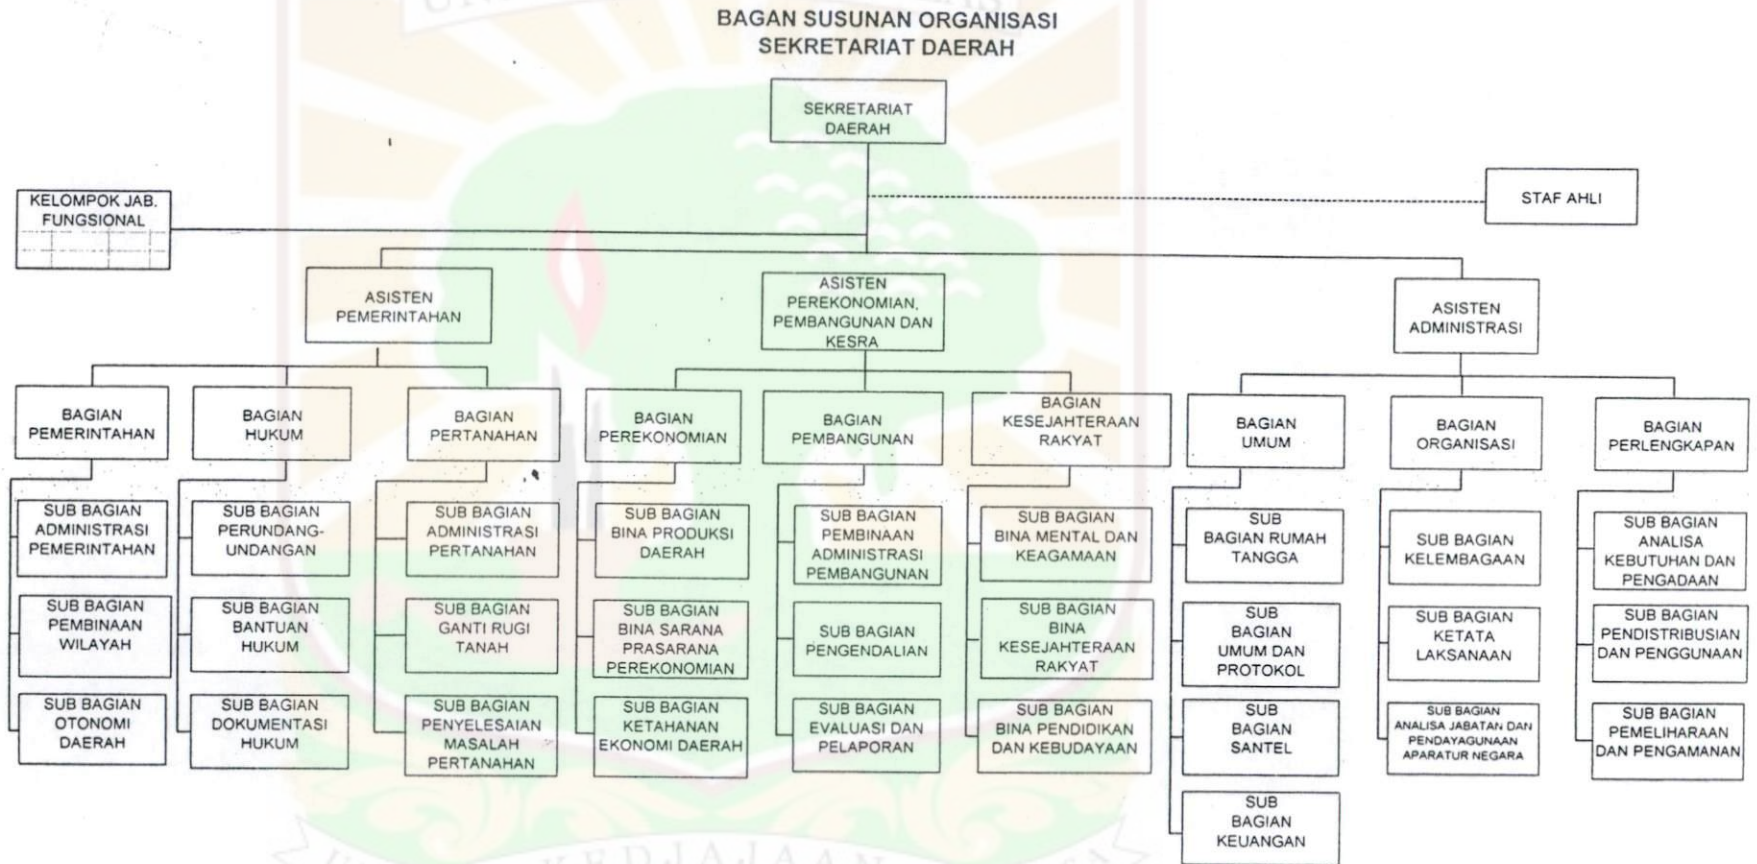 BAGAN SUSUNAN ORGANISASI
SEKRETARIAT DAERAH
SEKRETARIAT
DAERAH
KELOMPOK JAB.
FUNGSIONAL
STAF AHLI
ASISTEN
PEMERINTAHAN
ASISTEN
PEREKONOMIAN,
PEMBANGUNAN DAN
KESRA
ASISTEN
ADMINISTRASI
BAGIAN
PEMERINTAHAN
BAGIAN
HUKUM
BAGIAN
PERTANAHAN
BAGIAN
PEREKONOMIAN
BAGIAN
PEMBANGUNAN
BAGIAN
KESEJAHTERAAN
RAKYAT
BAGIAN
UMUM
BAGIAN
ORGANISASI
BAGIAN
PERLENGKAPAN
SUB BAGIAN
ADMINISTRASI
PEMERINTAHAN
SUB BAGIAN
PERUNDANG-
UNDANGAN
SUB BAGIAN
ADMINISTRASI
PERTANAHAN
SUB BAGIAN
BINA PRODUKSI
DAERAH
SUB BAGIAN
PEMBINAAN
ADMINISTRASI
PEMBANGUNAN
SUB BAGIAN
BINA MENTAL DAN
KEAGAMAAN
SUB
BAGIAN RUMAH
TANGGA
SUB BAGIAN
KELEMBAGAAN
SUB BAGIAN
ANALISA
KEBUTUHAN DAN
PENGADAAN
SUB BAGIAN
PEMBINAAN
WILAYAH
SUB BAGIAN
BANTUAN
HUKUM
SUB BAGIAN
GANTI RUGI
TANAH
SUB BAGIAN
BINA SARANA
PRASARANA
PEREKONOMIAN
SUB BAGIAN
PENGENDALIAN
SUB BAGIAN
BINA
KESEJAHTERAAN
RAKYAT
SUB
BAGIAN
UMUM DAN
PROTOKOL
SUB BAGIAN
KETATA
LAKSANAAN
SUB BAGIAN
PENDISTRIBUSIAN
DAN PENGGUNAAN
SUB BAGIAN
OTONOMI
DAERAH
SUB BAGIAN
DOKUMENTASI
HUKUM
SUB BAGIAN
PENYELESAIAN
MASALAH
PERTANAHAN
SUB BAGIAN
KETAHANAN
EKONOMI DAERAH
SUB BAGIAN
EVALUASI DAN
PELAPORAN
SUB BAGIAN
BINA PENDIDIKAN
DAN KEBUDAYAAN
SUB
BAGIAN
SANTEL
SUB BAGIAN
ANALISA JABATAN DAN
PENDAYAGUNAAN
APARATUR NEGARA
SUB BAGIAN
PEMELIHARAAN
DAN PENGAMANAN
SUB
BAGIAN
KEUANGAN
KEDJAJAAN